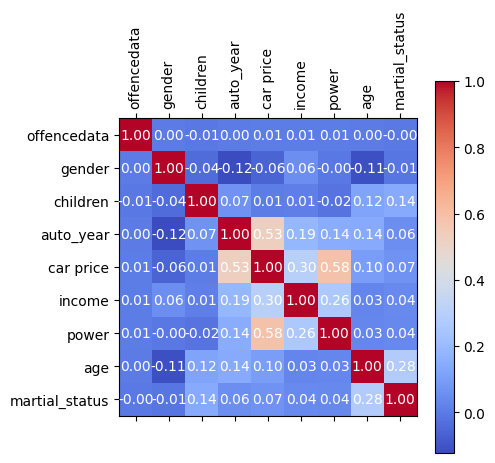 offencedata gender children auto_year car price income power age martial_status
offencedata 1.00 0.00 -0.01 0.00 0.01 0.01 0.01 0.00 -0.00
gender 0.00 1.00 -0.04 -0.12 -0.06 0.06 -0.00 -0.11 -0.01
children -0.01 -0.04 1.00 0.07 0.01 0.01 -0.02 0.12 0.14
auto_year 0.00 -0.12 0.07 1.00 0.53 0.19 0.14 0.14 0.06
car price 0.01 -0.06 0.01 0.53 1.00 0.30 0.58 0.10 0.07
income 0.01 0.06 0.01 0.19 0.30 1.00 0.26 0.03 0.04
power 0.01 -0.00 -0.02 0.14 0.58 0.26 1.00 0.03 0.04
age 0.00 -0.11 0.12 0.14 0.10 0.03 0.03 1.00 0.28
martial_status -0.00 -0.01 0.14 0.06 0.07 0.04 0.04 0.28 1.00
1.0
0.8
0.6
0.4
0.2
0.0